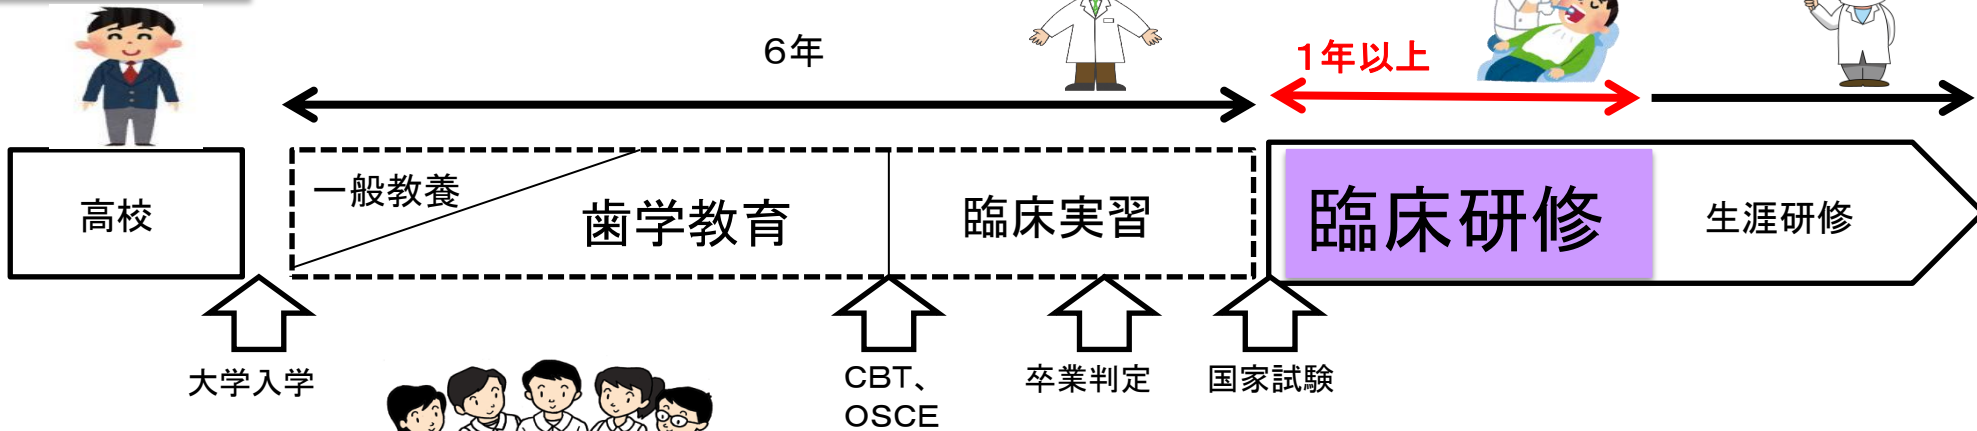 6年
1年以上
高校
一般教養
歯学教育
臨床実習
臨床研修
生涯研修
大学入学
CBT、
OSCE
卒業判定
国家試験